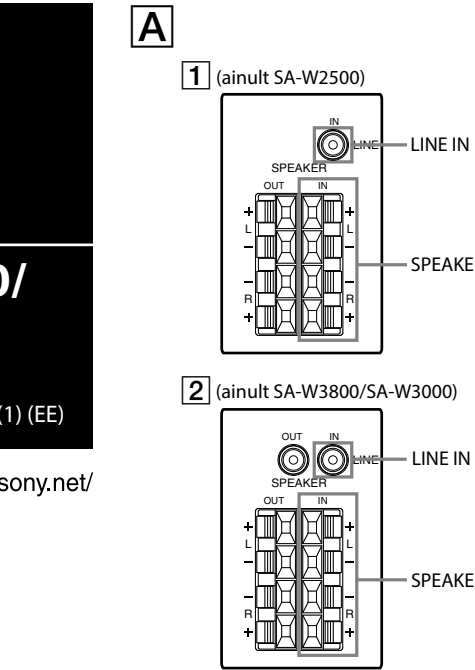 0/
(1) (EE)
sony.net/
A
1 (ainult SA-W2500)
IN
LINE
LINE IN
SPEAKER
OUT IN
+ +
L L
– –
SPEAKE
– –
R R
+ +
2 (ainult SA-W3800/SA-W3000)
OUT IN
LINE
LINE IN
SPEAKER
OUT IN
+ +
L L
– –
SPEAKE
– –
R R
+ +